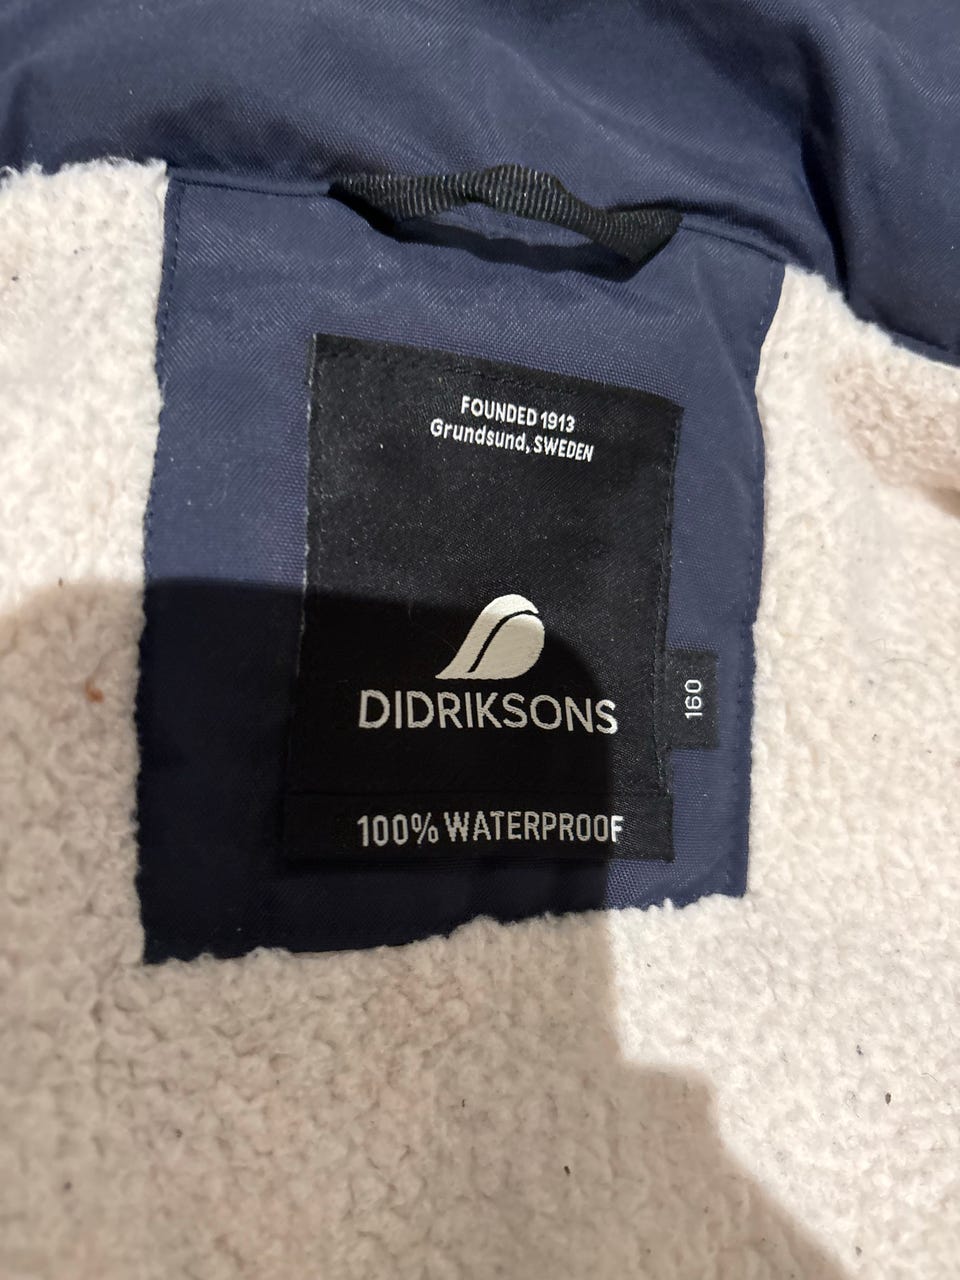 FOUNDED 1913
Grundsund, SWEDEN
DIDRIKSONS
160
100% WATERPROOF